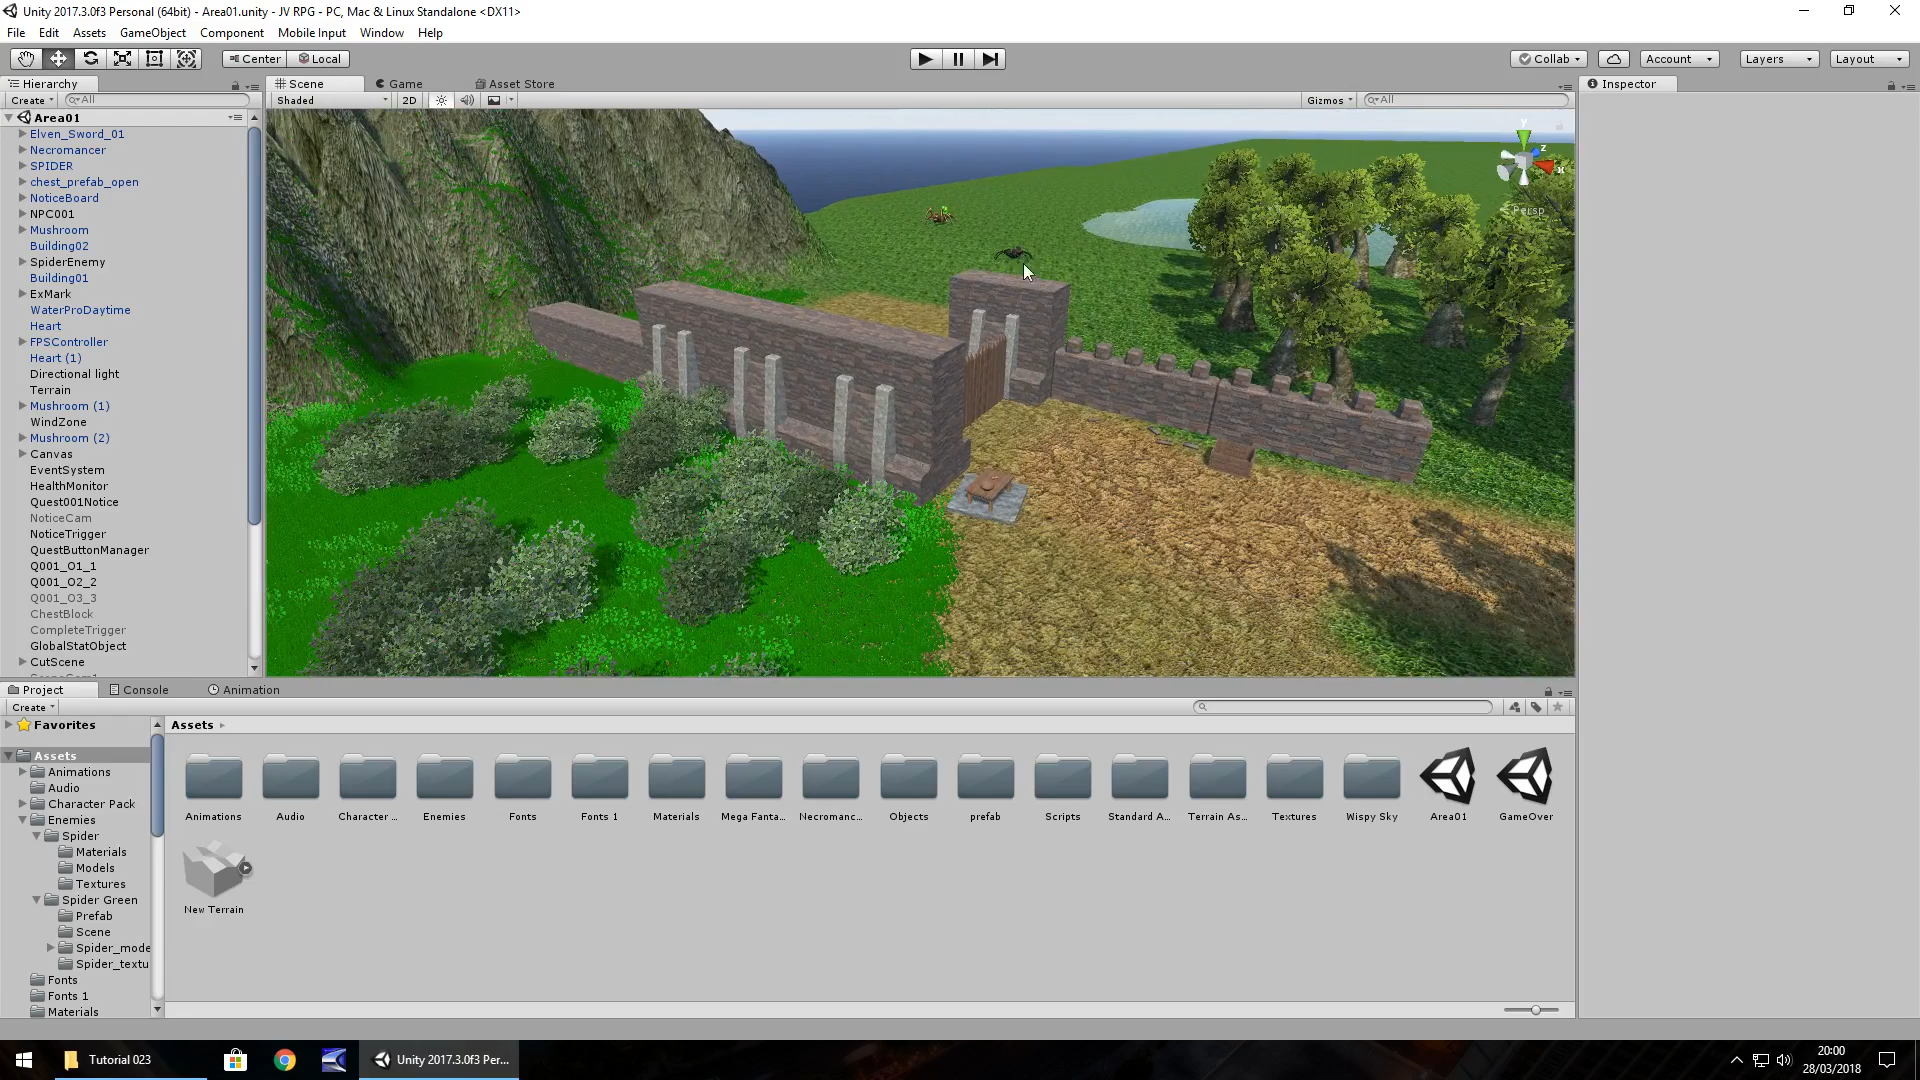 Unity 2017.3.0f3 Personal (64bit) - Area01.unity - JV RPG - PC, Mac & Linux Standalone <DX11>
File Edit Assets GameObject Component Mobile Input Window Help
Center Local Collab Account Layers Layout
Hierarchy Scene Game Asset Store Inspector
Create All Shaded 2D Gizmos All
Area01
Elven_Sword_01
Necromancer
SPIDER
chest_prefab_open
NoticeBoard
NPC001
Mushroom
Building02
SpiderEnemy
Building01
ExMark
WaterProDaytime
Heart
FPSController
Heart (1)
Directional light
Terrain
Mushroom (1)
WindZone
Mushroom (2)
Canvas
EventSystem
HealthMonitor
Quest001Notice
NoticeCam
NoticeTrigger
QuestButtonManager
Q001_O1_1
Q001_O2_2
Q001_O3_3
ChestBlock
CompleteTrigger
GlobalStatObject
CutScene
y
z
x
Persp
Project Console Animation
Create
Favorites
Assets
Animations
Audio
Character Pack
Enemies
Spider
Materials
Models
Textures
Spider Green
Prefab
Scene
Spider_mode
Spider_textu
Fonts
Fonts 1
Materials
Assets
Animations Audio Character ... Enemies Fonts Fonts 1 Materials Mega Fanta... Necromanc... Objects prefab Scripts Standard A... Terrain As... Textures Wispy Sky Area01 GameOver
New Terrain
Tutorial 023 Unity 2017.3.0f3 Per...
20:00
28/03/2018